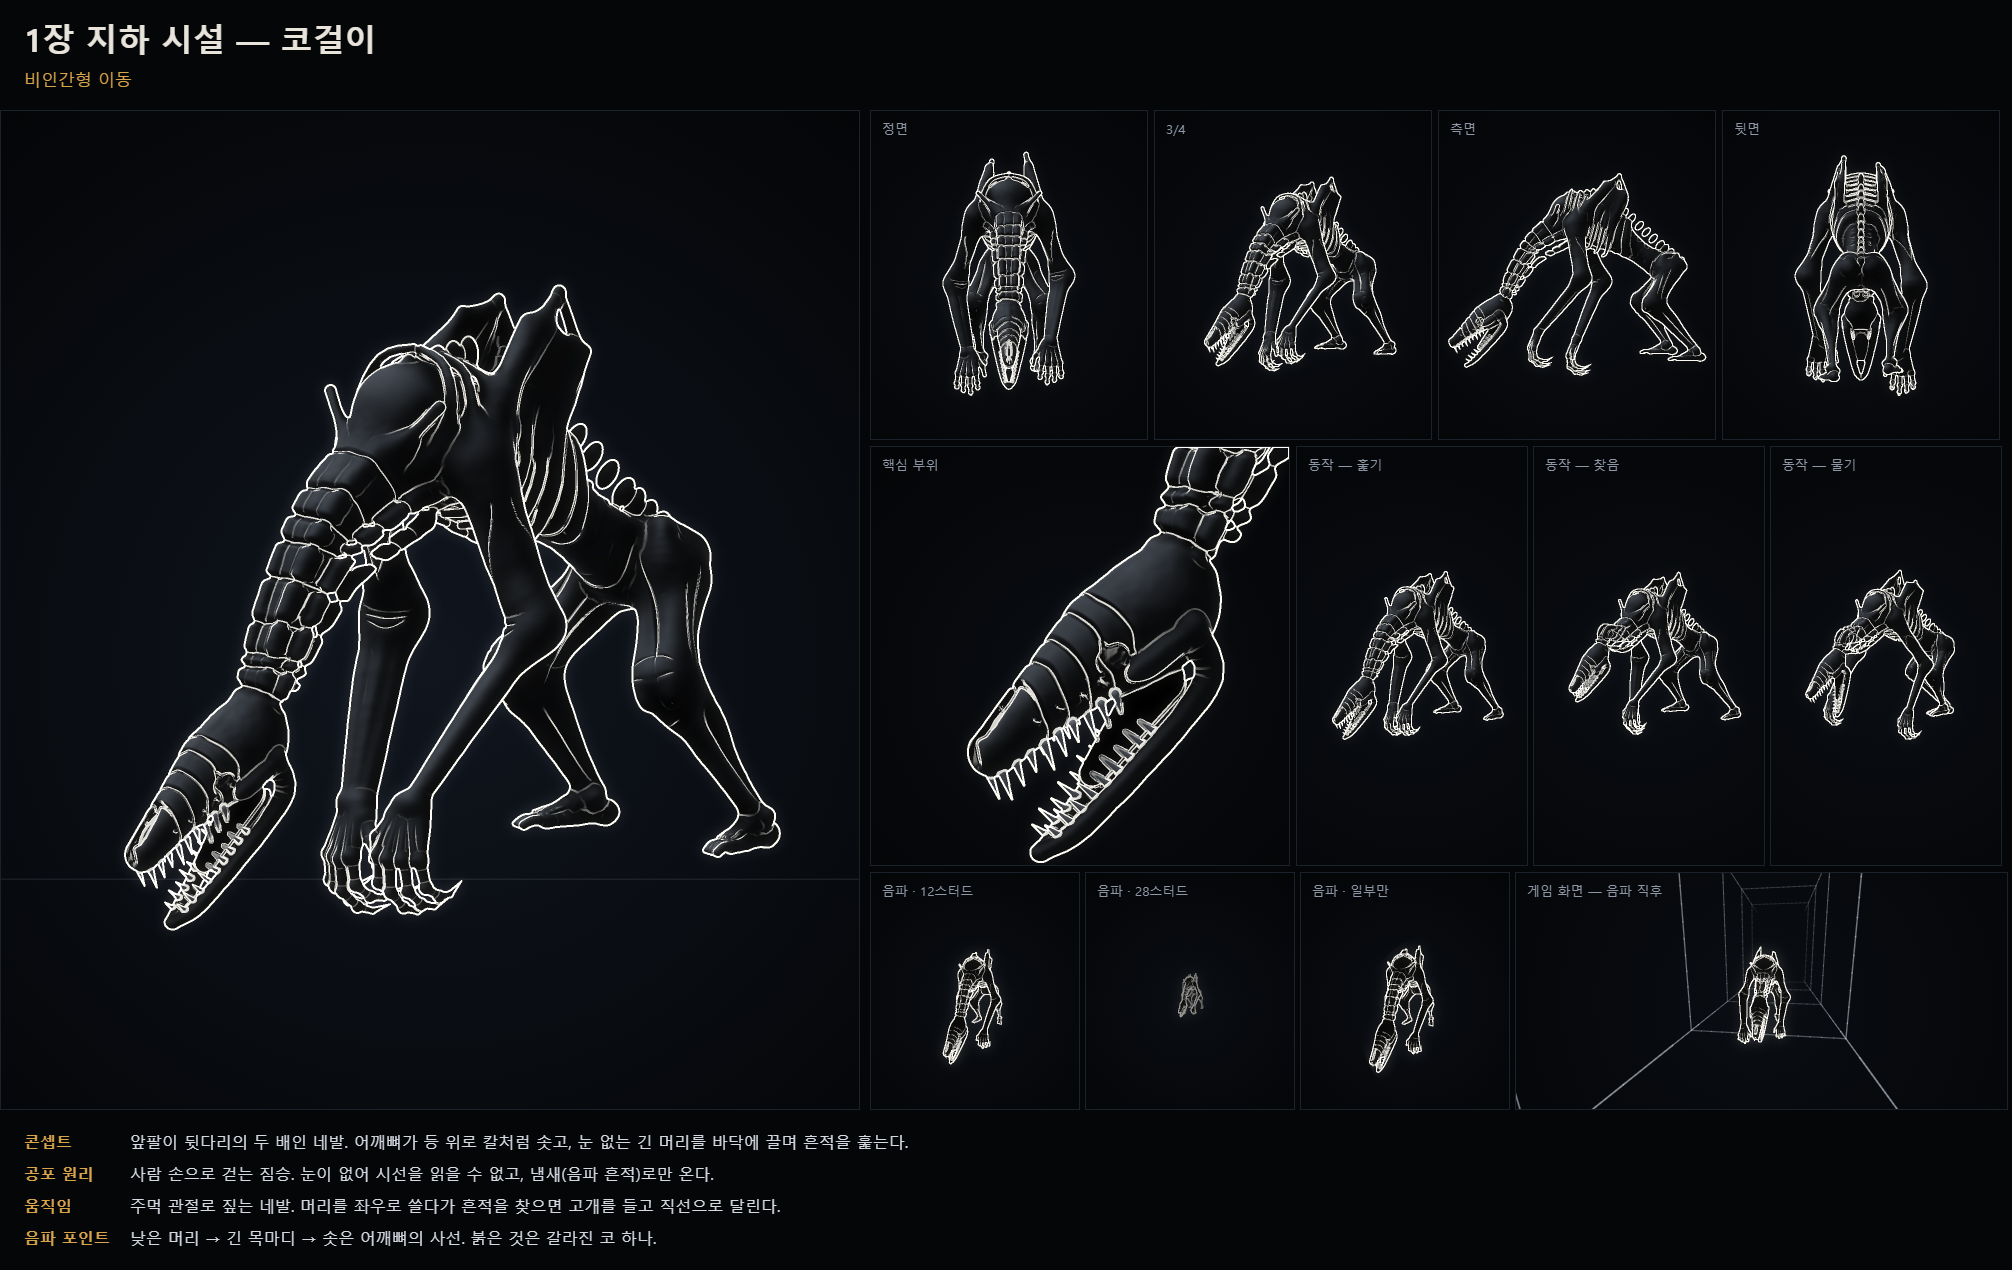 1장 지하 시설 — 코걸이
비인간형 이동
정면
3/4
측면
뒷면
핵심 부위
동작 — 훑기
동작 — 찾음
동작 — 물기
음파 · 12스터드
음파 · 28스터드
음파 · 일부만
게임 화면 — 음파 직후
콘셉트 앞팔이 뒷다리의 두 배인 네발. 어깨뼈가 등 위로 칼처럼 솟고, 눈 없는 긴 머리를 바닥에 끌며 흔적을 훑는다.
공포 원리 사람 손으로 걷는 짐승. 눈이 없어 시선을 읽을 수 없고, 냄새(음파 흔적)로만 온다.
움직임 주먹 관절로 짚는 네발. 머리를 좌우로 쓸다가 흔적을 찾으면 고개를 들고 직선으로 달린다.
음파 포인트 낮은 머리 → 긴 목마디 → 솟은 어깨뼈의 사선. 붉은 것은 갈라진 코 하나.